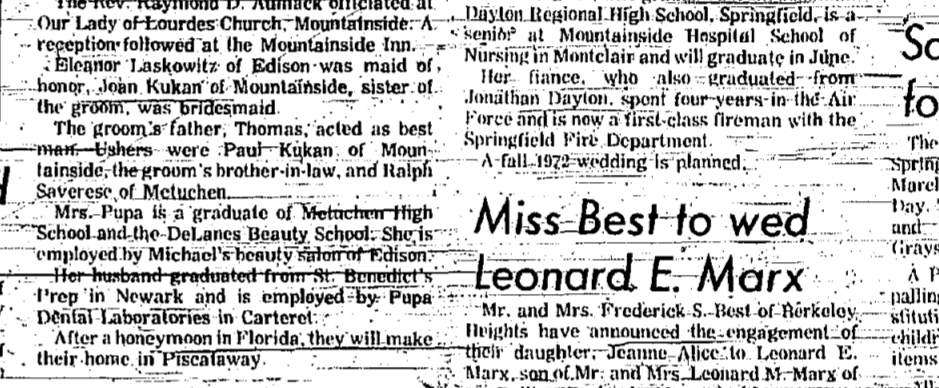 The Rev. Raymond D. Aumack officiated at
Our Lady of Lourdes Church, Mountainside. A
reception followed at the Mountainside Inn.
Eleanor Laskowitz of Edison was maid of
honor, Joan Kukan of Mountainside, sister of
the groom, was bridesmaid.
The groom's father, Thomas, acted as best
man. Ushers were Paul Kukan of Moun-
tainside, the groom's brother-in-law, and Ralph
Saverese of Metuchen.
Mrs. Pupa is a graduate of Metuchen High
School and the DeLanes Beauty School. She is
employed by Michael's beauty salon of Edison.
Her husband graduated from St. Benedict's
Prep in Newark and is employed by Pupa
Dental Laboratories in Carteret.
After a honeymoon in Florida, they will make
their home in Piscataway.
Dayton Regional High School, Springfield, is a
senior at Mountainside Hospital School of
Nursing in Montclair and will graduate in June.
Her fiance, who also graduated from
Jonathan Dayton, spent four years in the Air
Force and is now a first-class fireman with the
Springfield Fire Department.
A fall 1972 wedding is planned.
Miss Best to wed
Leonard E. Marx
Mr. and Mrs. Frederick S. Best of Berkeley
Heights have announced the engagement of
their daughter, Jeanne Alice to Leonard E.
Marx, son of Mr. and Mrs. Leonard M. Marx of
Sc
fo
The
Spring
March
Day.
and
Grays
A P
pallin
stituti
childr
items